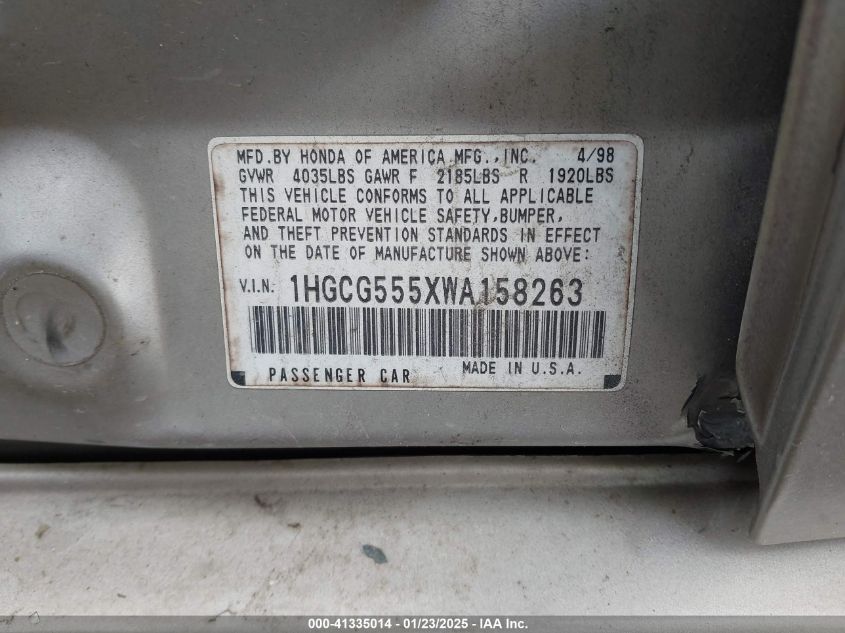 MFD. BY HONDA OF AMERICA MFG., INC. 4/98
GVWR 4035LBS GAWR F 2185LBS R 1920LBS
THIS VEHICLE CONFORMS TO ALL APPLICABLE
FEDERAL MOTOR VEHICLE SAFETY, BUMPER,
AND THEFT PREVENTION STANDARDS IN EFFECT
ON THE DATE OF MANUFACTURE SHOWN ABOVE:
V.I.N. 1HGCG555XWA158263
PASSENGER CAR MADE IN U.S.A.
000-41335014 - 01/23/2025 - IAA Inc.